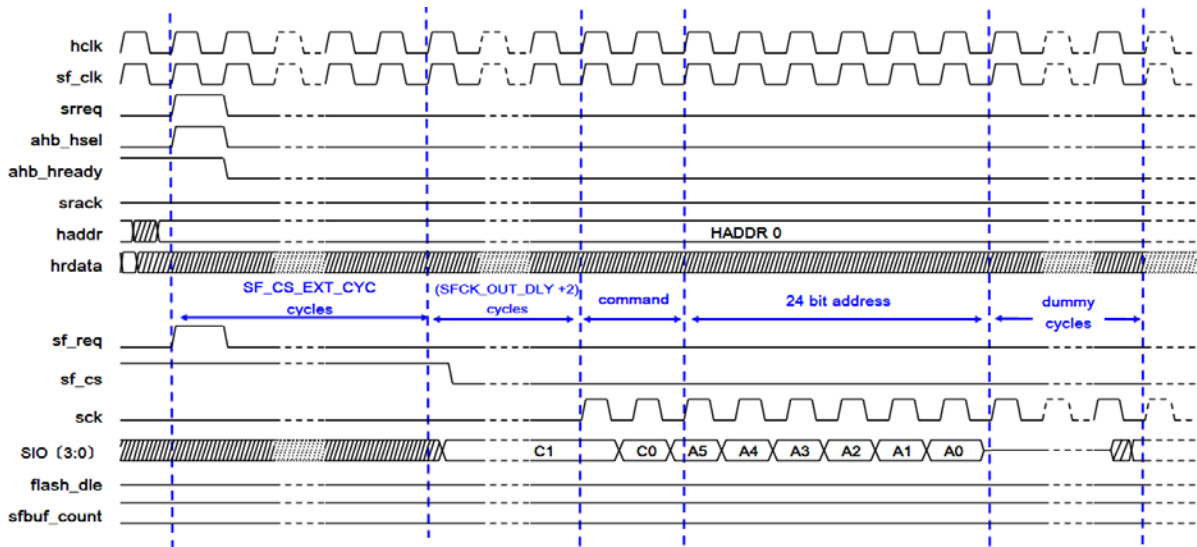 hclk
sf_clk
srreq
ahb_hsel
ahb_hready
srack
haddr
HADDR 0
hrdata
SF_CS_EXT_CYC
cycles
(SFCK_OUT_DLY +2)
cycles
command
24 bit address
dummy
cycles
sf_req
sf_cs
sck
SIO〔3:0〕
C1
C0
A5
A4
A3
A2
A1
A0
flash_dle
sfbuf_count